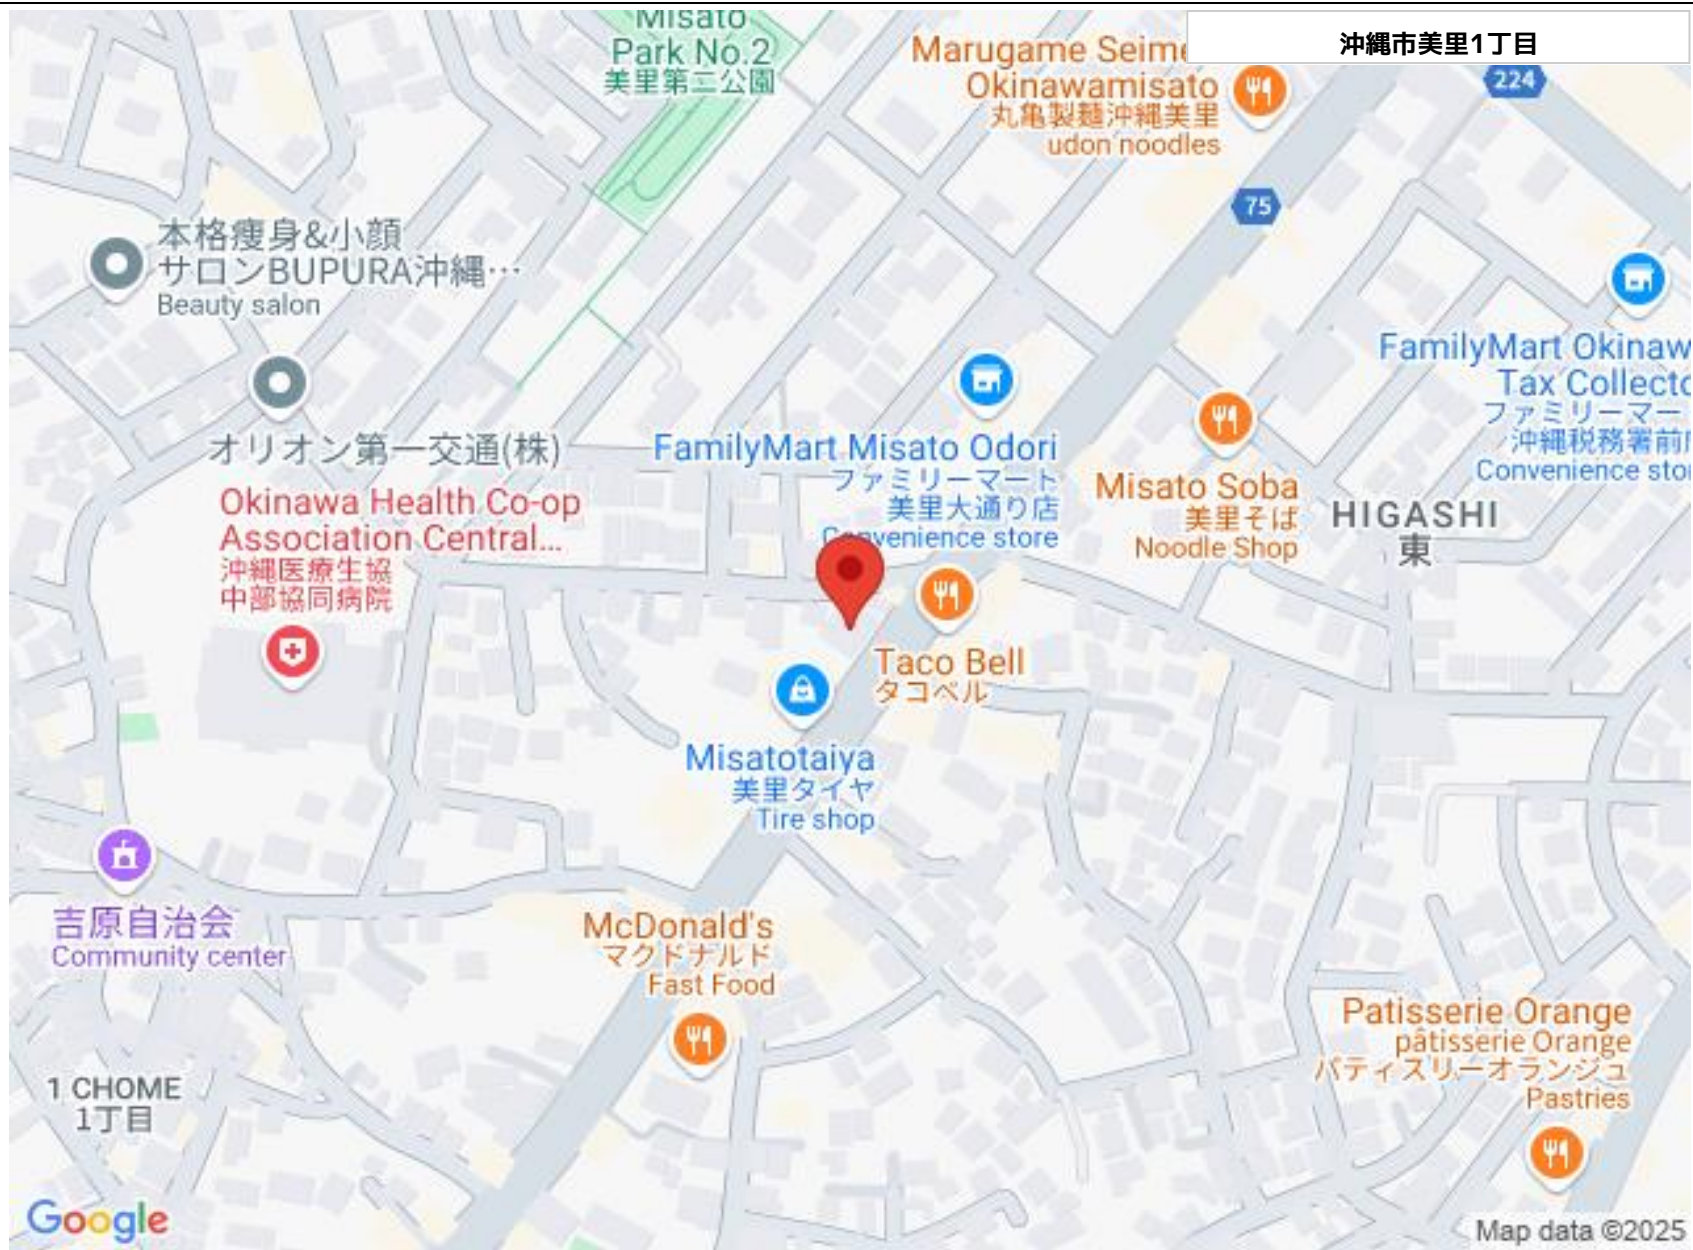 沖縄市美里1丁目
Misato
Park No.2
美里第二公園
Marugame Seime
Okinawamisato
丸亀製麺沖縄美里
udon noodles
224
75
本格痩身&小顔
サロンBUPURA沖縄…
Beauty salon
FamilyMart Okinaw
Tax Collecto
ファミリーマー
沖縄税務署前
Convenience stor
オリオン第一交通(株)
FamilyMart Misato Odori
ファミリーマート
美里大通り店
Convenience store
Misato Soba
美里そば
Noodle Shop
HIGASHI
東
Okinawa Health Co-op
Association Central...
沖縄医療生協
中部協同病院
Taco Bell
タコベル
Misatotaiya
美里タイヤ
Tire shop
吉原自治会
Community center
McDonald's
マクドナルド
Fast Food
Patisserie Orange
pâtisserie Orange
パティスリーオランジュ
Pastries
1 CHOME
1丁目
Google
Map data ©2025